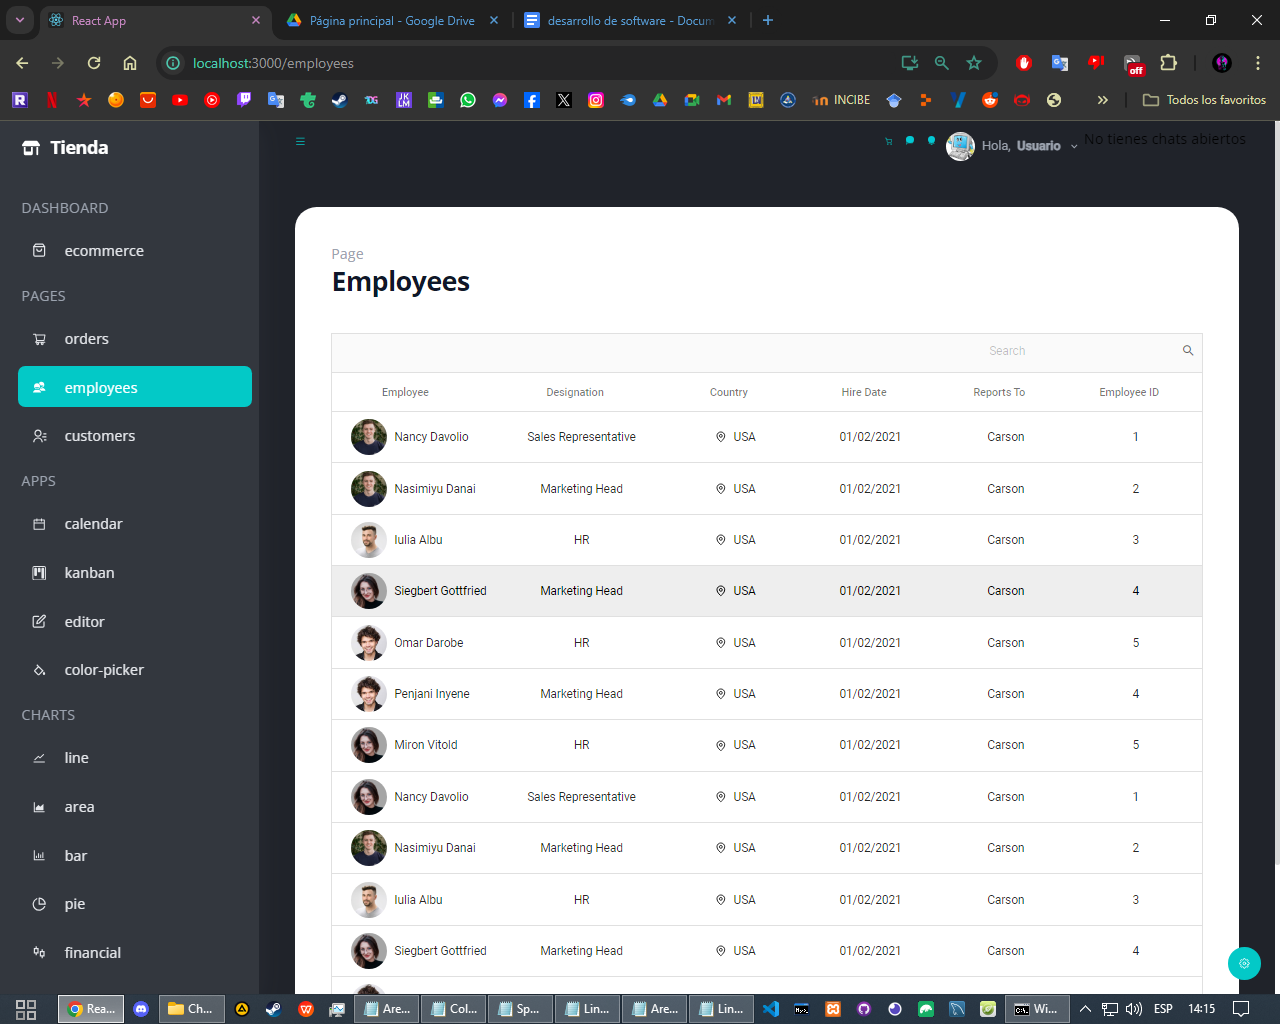 React App
Página principal - Google Drive
desarrollo de software - Docum
localhost:3000/employees
off
INCIBE
Todos los favoritos
Tienda
Hola, Usuario
No tienes chats abiertos
DASHBOARD
ecommerce
PAGES
orders
employees
customers
APPS
calendar
kanban
editor
color-picker
CHARTS
line
area
bar
pie
financial
Page
Employees
Search
Employee Designation Country Hire Date Reports To Employee ID
Nancy Davolio Sales Representative USA 01/02/2021 Carson 1
Nasimiyu Danai Marketing Head USA 01/02/2021 Carson 2
Iulia Albu HR USA 01/02/2021 Carson 3
Siegbert Gottfried Marketing Head USA 01/02/2021 Carson 4
Omar Darobe HR USA 01/02/2021 Carson 5
Penjani Inyene Marketing Head USA 01/02/2021 Carson 4
Miron Vitold HR USA 01/02/2021 Carson 5
Nancy Davolio Sales Representative USA 01/02/2021 Carson 1
Nasimiyu Danai Marketing Head USA 01/02/2021 Carson 2
Iulia Albu HR USA 01/02/2021 Carson 3
Siegbert Gottfried Marketing Head USA 01/02/2021 Carson 4
Rea... Ch... Are... Col... Sp... Lin... Are... Lin... Wi... ESP 14:15